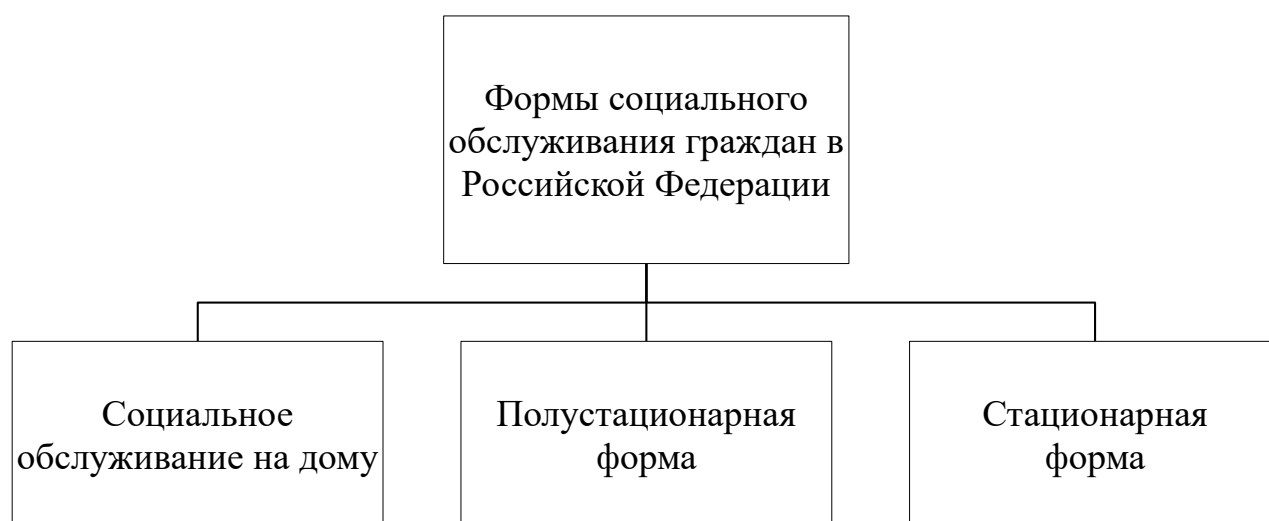 Формы социального
обслуживания граждан в
Российской Федерации
Социальное
обслуживание на дому
Полустационарная
форма
Стационарная
форма